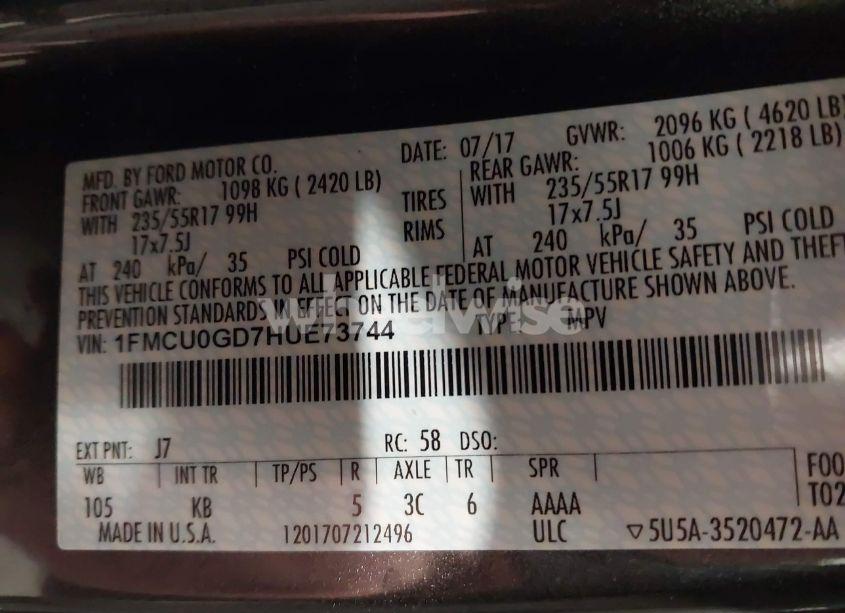 MFD. BY FORD MOTOR CO. DATE: 07/17 GVWR: 2096 KG ( 4620 LB)
FRONT GAWR: 1098 KG ( 2420 LB) REAR GAWR: 1006 KG ( 2218 LB)
WITH 235/55R17 99H TIRES WITH 235/55R17 99H
17x7.5J RIMS 17x7.5J
AT 240 kPa/ 35 PSI COLD AT 240 kPa/ 35 PSI COLD
THIS VEHICLE CONFORMS TO ALL APPLICABLE FEDERAL MOTOR VEHICLE SAFETY AND THEFT
PREVENTION STANDARDS IN EFFECT ON THE DATE OF MANUFACTURE SHOWN ABOVE.
VIN: 1FMCU0GD7HUE73744 TYPE: MPV
wheelwise
EXT PNT: J7 RC: 58 DSO:
WB INT TR TP/PS R AXLE TR SPR
105 KB 5 3C 6 AAAA
F00
T02
MADE IN U.S.A. 1201707212496 ULC ▽5U5A-3520472-AA